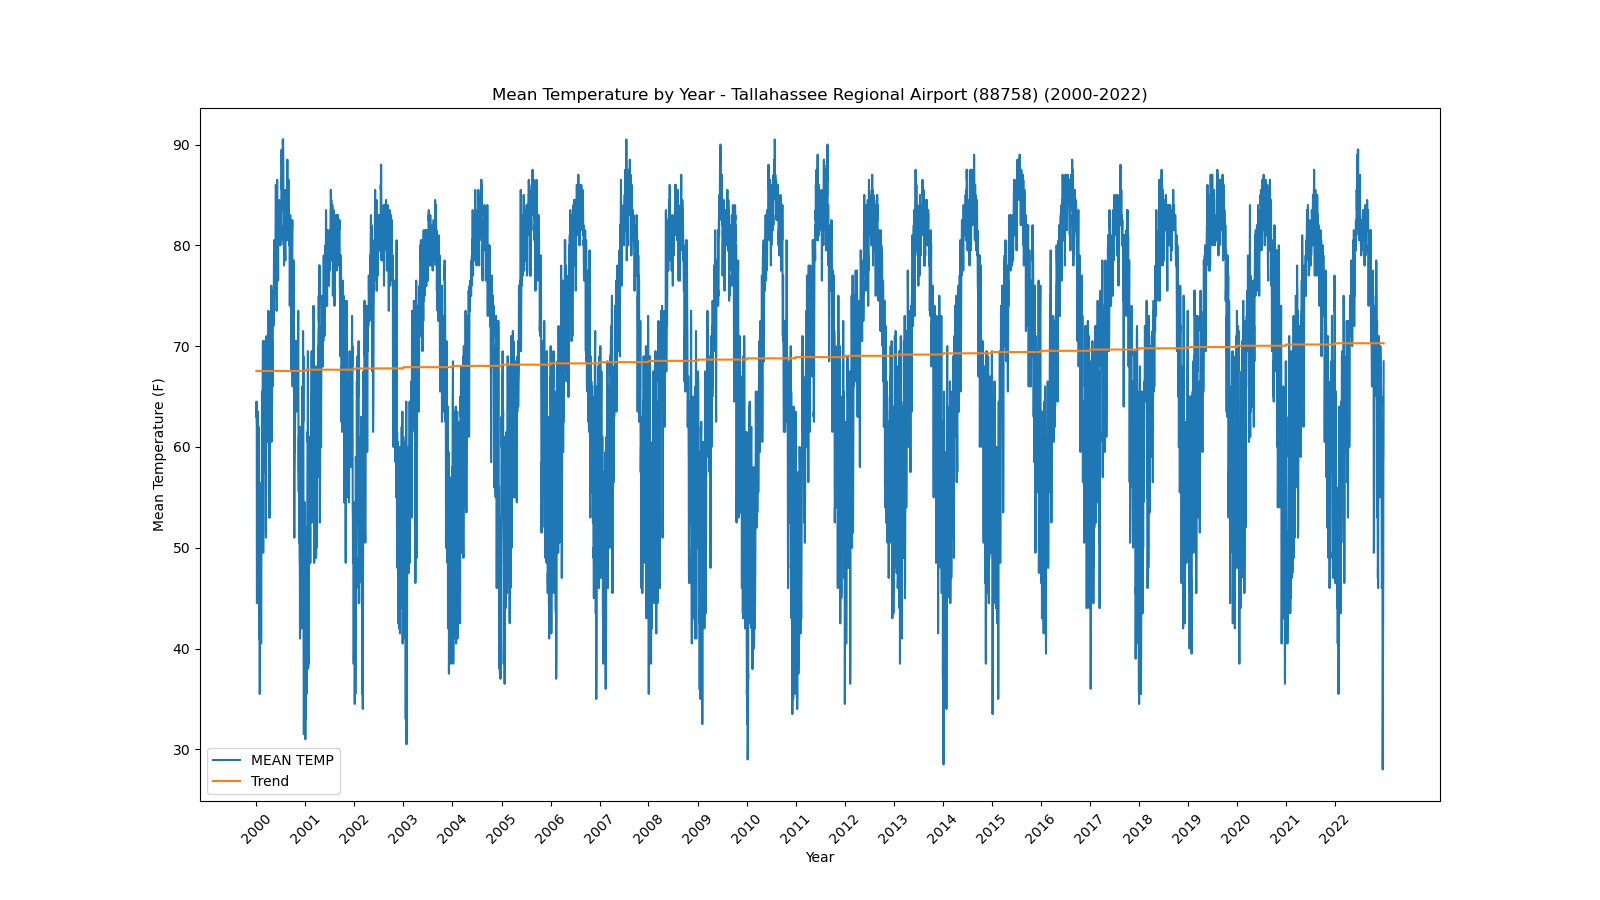 Mean Temperature by Year - Tallahassee Regional Airport (88758) (2000-2022)
90
80
70
60
50
40
30
Mean Temperature (F)
MEAN TEMP
Trend
2000 2001 2002 2003 2004 2005 2006 2007 2008 2009 2010 2011 2012 2013 2014 2015 2016 2017 2018 2019 2020 2021 2022
Year